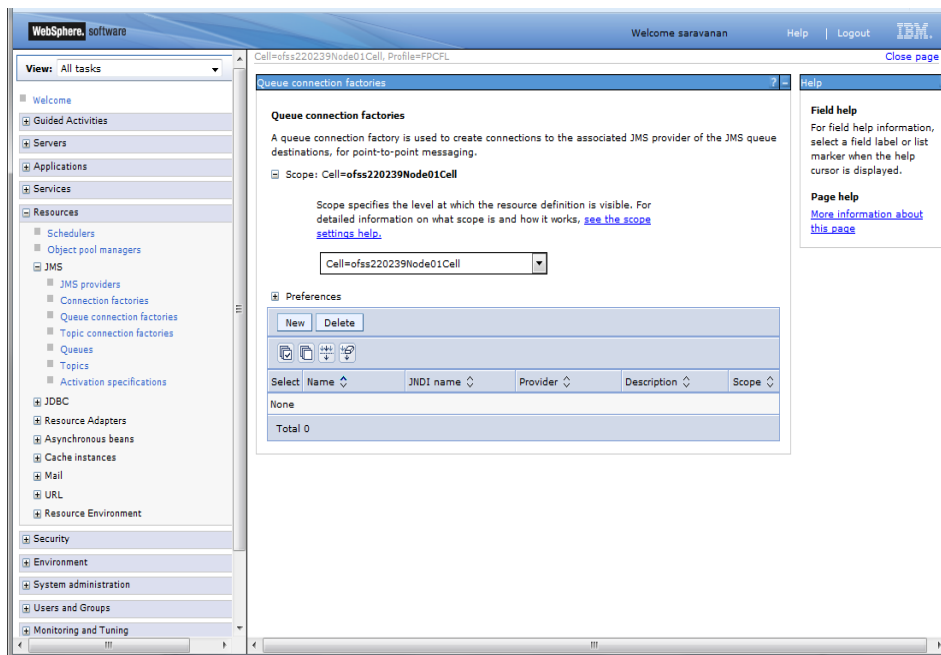 WebSphere. software
Welcome saravanan
Help | Logout
IBM.
View: All tasks
Welcome
Guided Activities
Servers
Applications
Services
Resources
Schedulers
Object pool managers
JMS
JMS providers
Connection factories
Queue connection factories
Topic connection factories
Queues
Topics
Activation specifications
JDBC
Resource Adapters
Asynchronous beans
Cache instances
Mail
URL
Resource Environment
Security
Environment
System administration
Users and Groups
Monitoring and Tuning
Cell=ofss220239Node01Cell, Profile=FPCFL
Close page
Queue connection factories ? -
Queue connection factories
A queue connection factory is used to create connections to the associated JMS provider of the JMS queue
destinations, for point-to-point messaging.
Scope: Cell=ofss220239Node01Cell
Scope specifies the level at which the resource definition is visible. For
detailed information on what scope is and how it works, see the scope
settings help.
Cell=ofss220239Node01Cell
Preferences
New Delete
Select Name JNDI name Provider Description Scope
None
Total 0
Help
Field help
For field help information,
select a field label or list
marker when the help
cursor is displayed.
Page help
More information about
this page